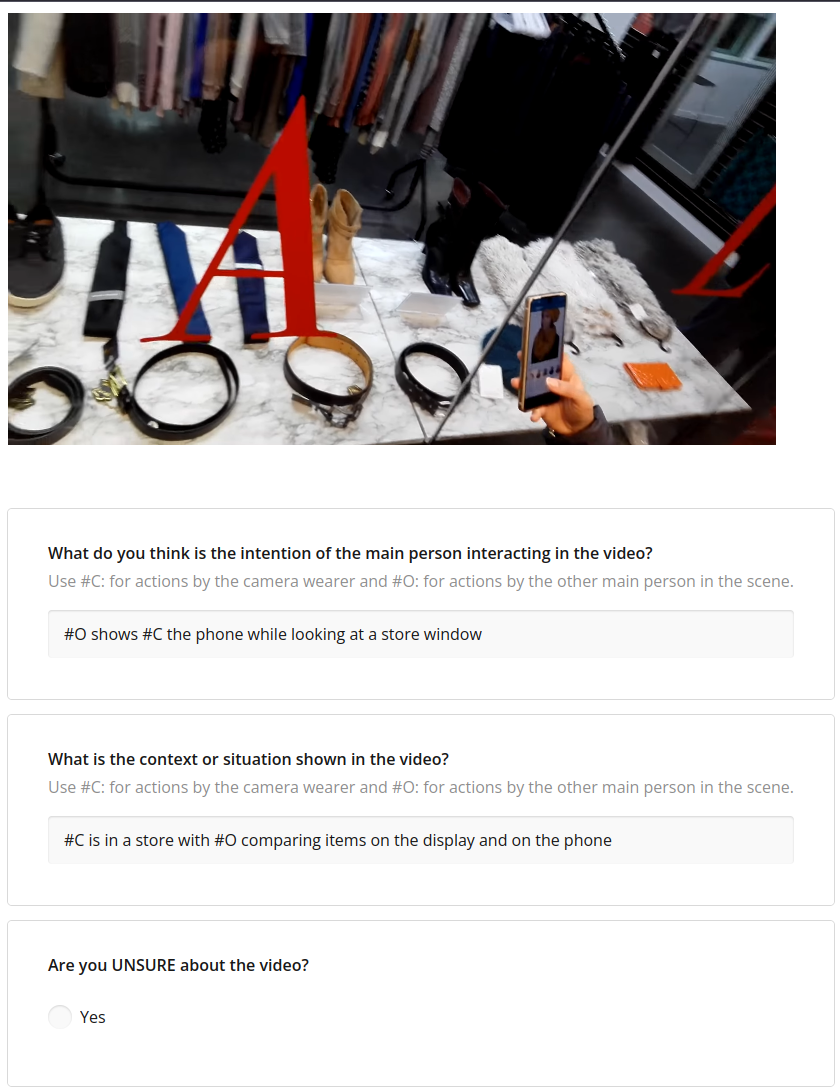 A
What do you think is the intention of the main person interacting in the video?
Use #C: for actions by the camera wearer and #O: for actions by the other main person in the scene.
#O shows #C the phone while looking at a store window
What is the context or situation shown in the video?
Use #C: for actions by the camera wearer and #O: for actions by the other main person in the scene.
#C is in a store with #O comparing items on the display and on the phone
Are you UNSURE about the video?
Yes